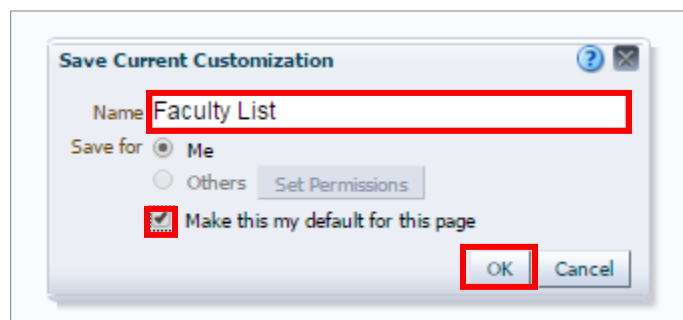 Save Current Customization
Name Faculty List
Save for Me
Others Set Permissions
Make this my default for this page
OK Cancel